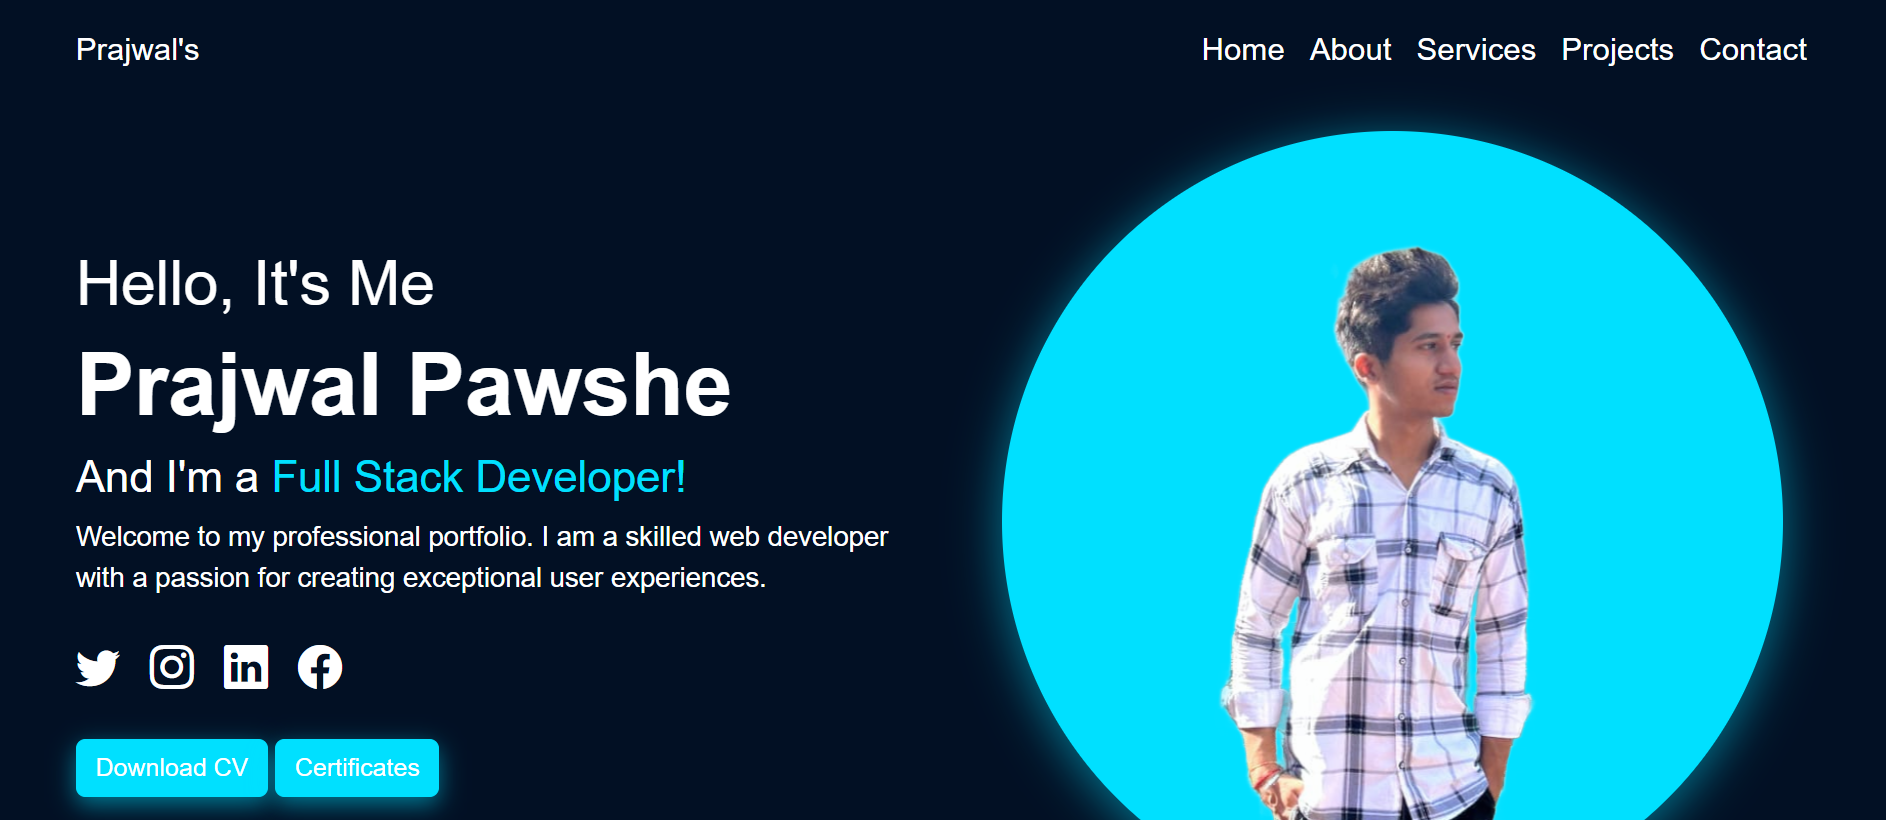 Prajwal's
Home About Services Projects Contact
Hello, It's Me
Prajwal Pawshe
And I'm a Full Stack Developer!
Welcome to my professional portfolio. I am a skilled web developer
with a passion for creating exceptional user experiences.
in
Download CV Certificates